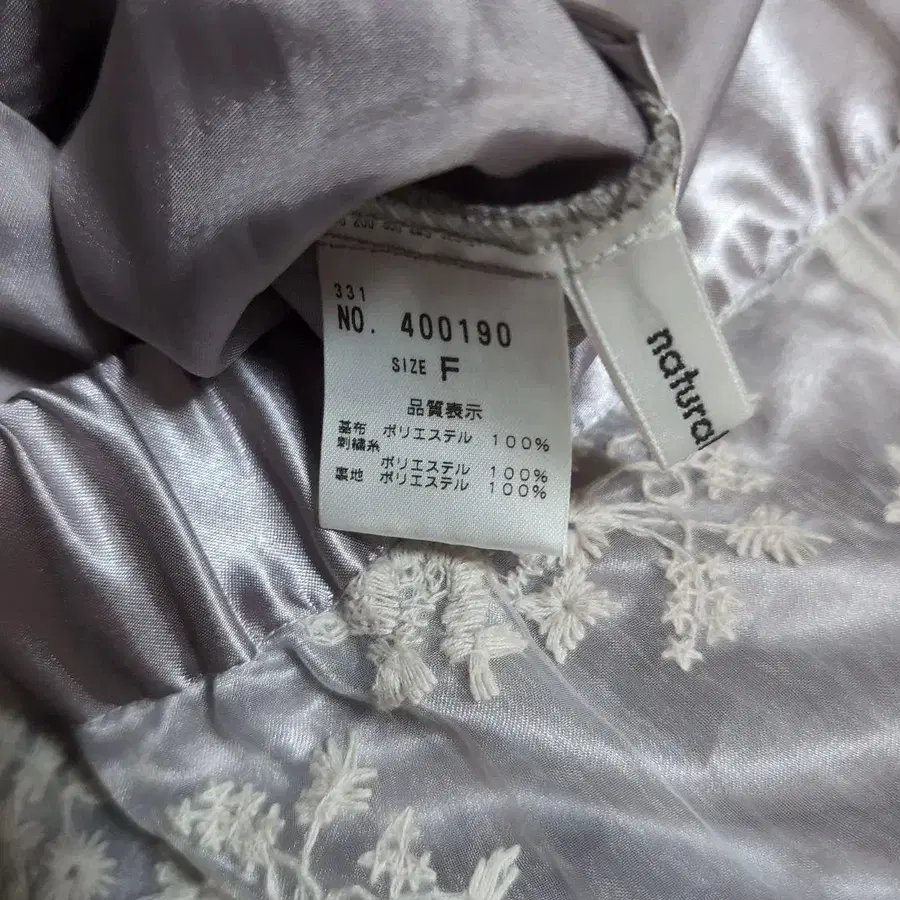 331
NO. 400190
SIZE F
品質表示
基布 ポリエステル 100%
刺繍糸
ポリエステル 100%
裏地 ポリエステル 100%
natural